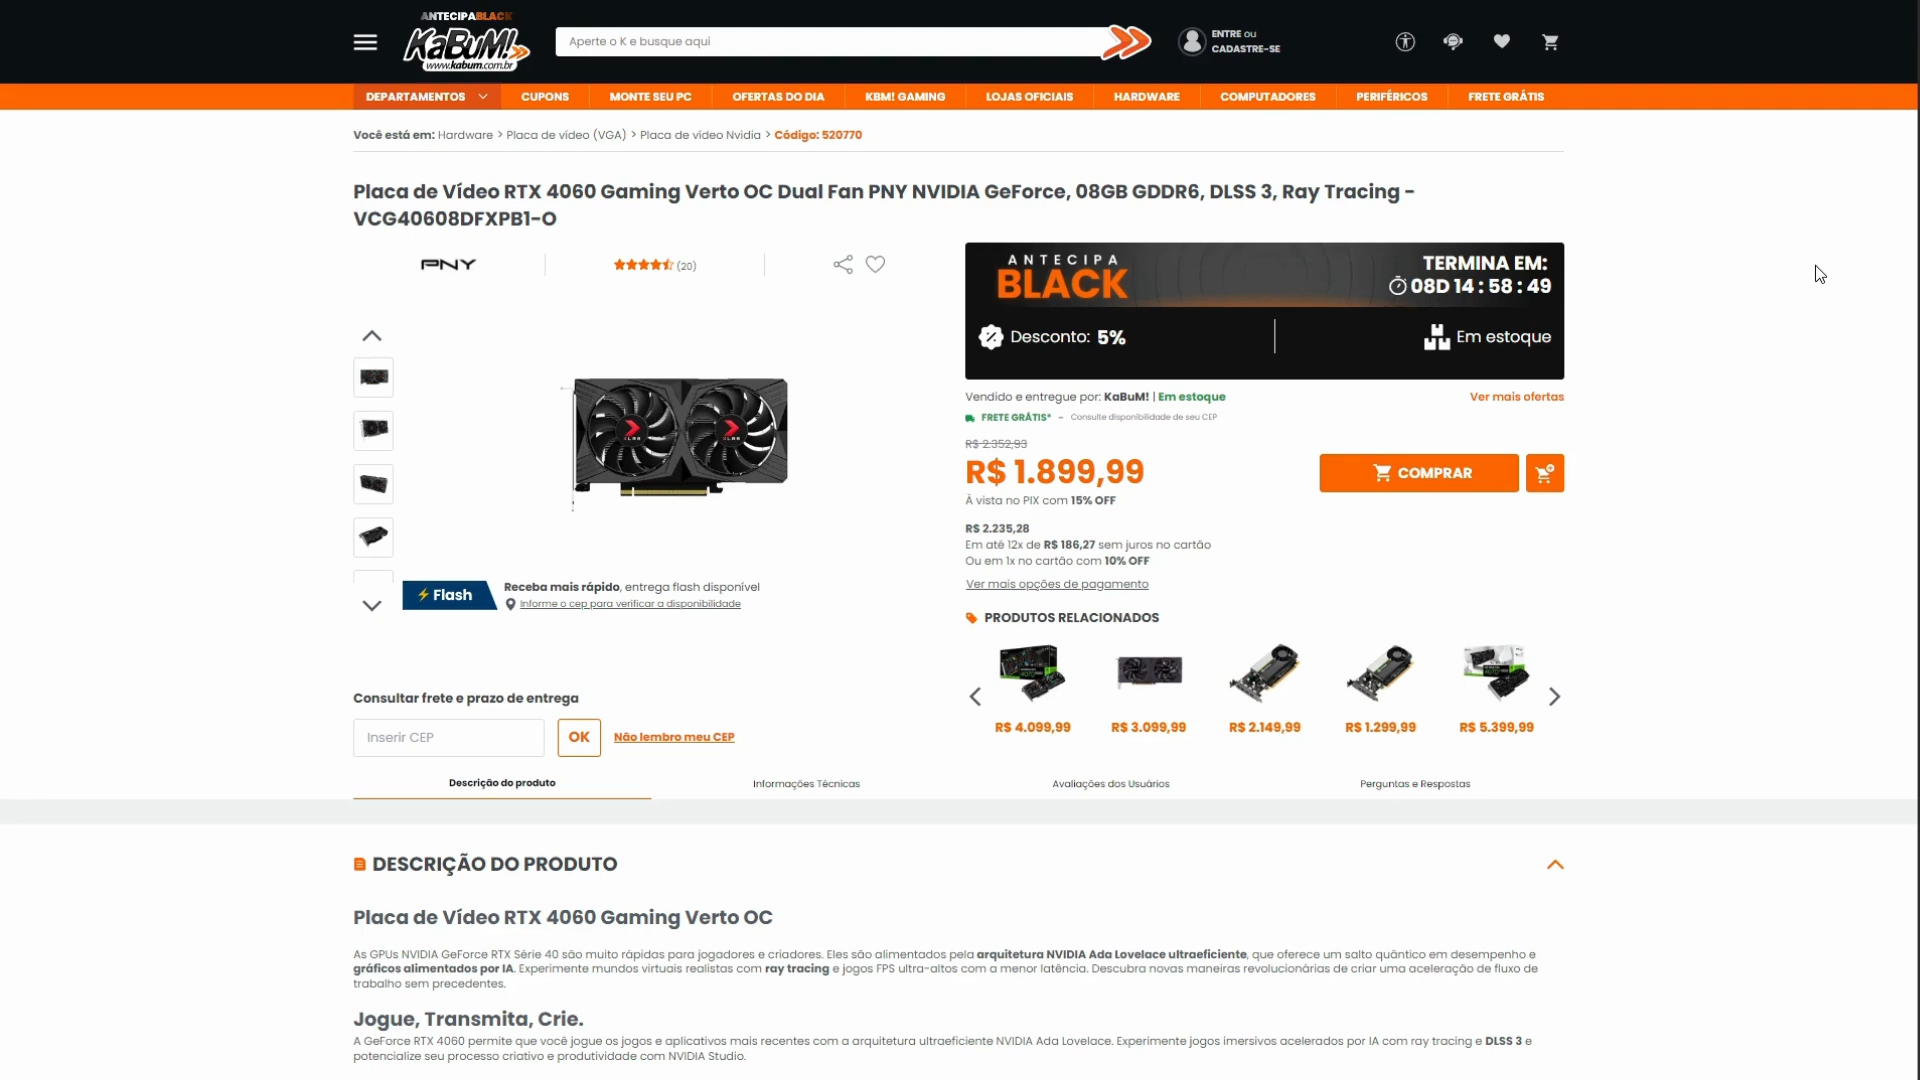 ANTECIPABLACK
KaBuM!
www.kabum.com.br
Aperte o K e busque aqui
ENTRE ou
CADASTRE-SE
DEPARTAMENTOS
CUPONS
MONTE SEU PC
OFERTAS DO DIA
KBM! GAMING
LOJAS OFICIAIS
HARDWARE
COMPUTADORES
PERIFÉRICOS
FRETE GRÁTIS
Você está em: Hardware > Placa de vídeo (VGA) > Placa de vídeo Nvidia > Código: 520770
Placa de Vídeo RTX 4060 Gaming Verto OC Dual Fan PNY NVIDIA GeForce, 08GB GDDR6, DLSS 3, Ray Tracing -
VCG40608DFXPB1-O
PNY
(20)
ANTECIPA
BLACK
TERMINA EM:
08D 14 : 58 : 49
Desconto: 5%
Em estoque
Vendido e entregue por: KaBuM! | Em estoque
Ver mais ofertas
FRETE GRÁTIS* - Consulte disponibilidade de seu CEP
R$ 2.352,93
R$ 1.899,99
COMPRAR
À vista no PIX com 15% OFF
R$ 2.235,28
Em até 12x de R$ 186,27 sem juros no cartão
Ou em 1x no cartão com 10% OFF
Ver mais opções de pagamento
Flash
Receba mais rápido, entrega flash disponível
Informe o cep para verificar a disponibilidade
PRODUTOS RELACIONADOS
R$ 4.099,99
R$ 3.099,99
R$ 2.149,99
R$ 1.299,99
R$ 5.399,99
Consultar frete e prazo de entrega
Inserir CEP
OK
Não lembro meu CEP
Descrição do produto
Informações Técnicas
Avaliações dos Usuários
Perguntas e Respostas
DESCRIÇÃO DO PRODUTO
Placa de Vídeo RTX 4060 Gaming Verto OC
As GPUs NVIDIA GeForce RTX Série 40 são muito rápidas para jogadores e criadores. Eles são alimentados pela arquitetura NVIDIA Ada Lovelace ultraeficiente, que oferece um salto quântico em desempenho e
gráficos alimentados por IA. Experimente mundos virtuais realistas com ray tracing e jogos FPS ultra-altos com a menor latência. Descubra novas maneiras revolucionárias de criar uma aceleração de fluxo de
trabalho sem precedentes.
Jogue, Transmita, Crie.
A GeForce RTX 4060 permite que você jogue os jogos e aplicativos mais recentes com a arquitetura ultraeficiente NVIDIA Ada Lovelace. Experimente jogos imersivos acelerados por IA com ray tracing e DLSS 3 e
potencialize seu processo criativo e produtividade com NVIDIA Studio.